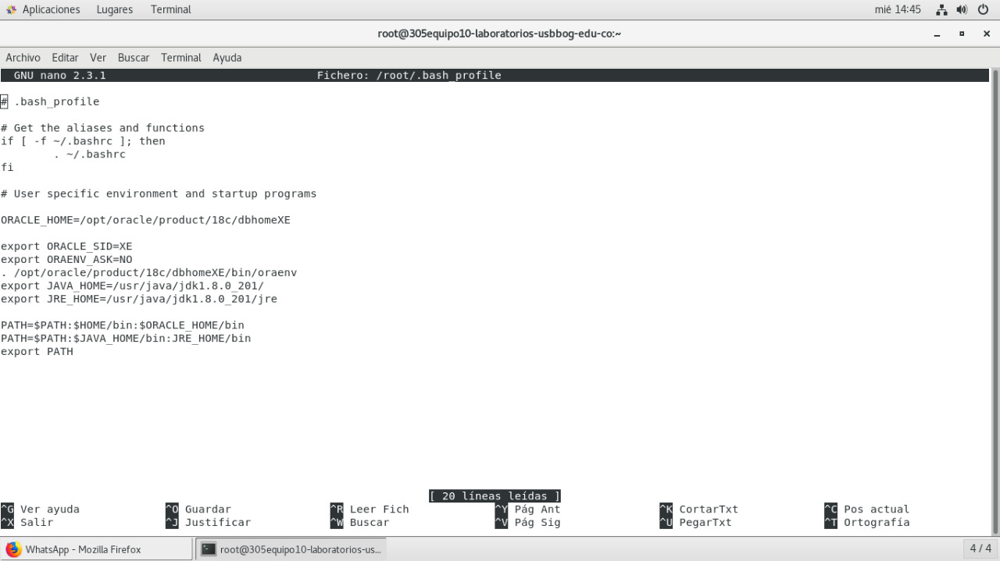 Aplicaciones Lugares Terminal mié 14:45
root@305equipo10-laboratorios-usbbog-edu-co:~
Archivo Editar Ver Buscar Terminal Ayuda
GNU nano 2.3.1 Fichero: /root/.bash_profile
# .bash_profile
# Get the aliases and functions
if [ -f ~/.bashrc ]; then
. ~/.bashrc
fi
# User specific environment and startup programs
ORACLE_HOME=/opt/oracle/product/18c/dbhomeXE
export ORACLE_SID=XE
export ORAENV_ASK=NO
. /opt/oracle/product/18c/dbhomeXE/bin/oraenv
export JAVA_HOME=/usr/java/jdk1.8.0_201/
export JRE_HOME=/usr/java/jdk1.8.0_201/jre
PATH=$PATH:$HOME/bin:$ORACLE_HOME/bin
PATH=$PATH:$JAVA_HOME/bin:JRE_HOME/bin
export PATH
[ 20 líneas leídas ]
^G Ver ayuda ^O Guardar ^R Leer Fich ^Y Pág Ant ^K CortarTxt ^C Pos actual
^X Salir ^J Justificar ^W Buscar ^V Pág Sig ^U PegarTxt ^T Ortografía
WhatsApp - Mozilla Firefox root@305equipo10-laboratorios-us... 4 / 4